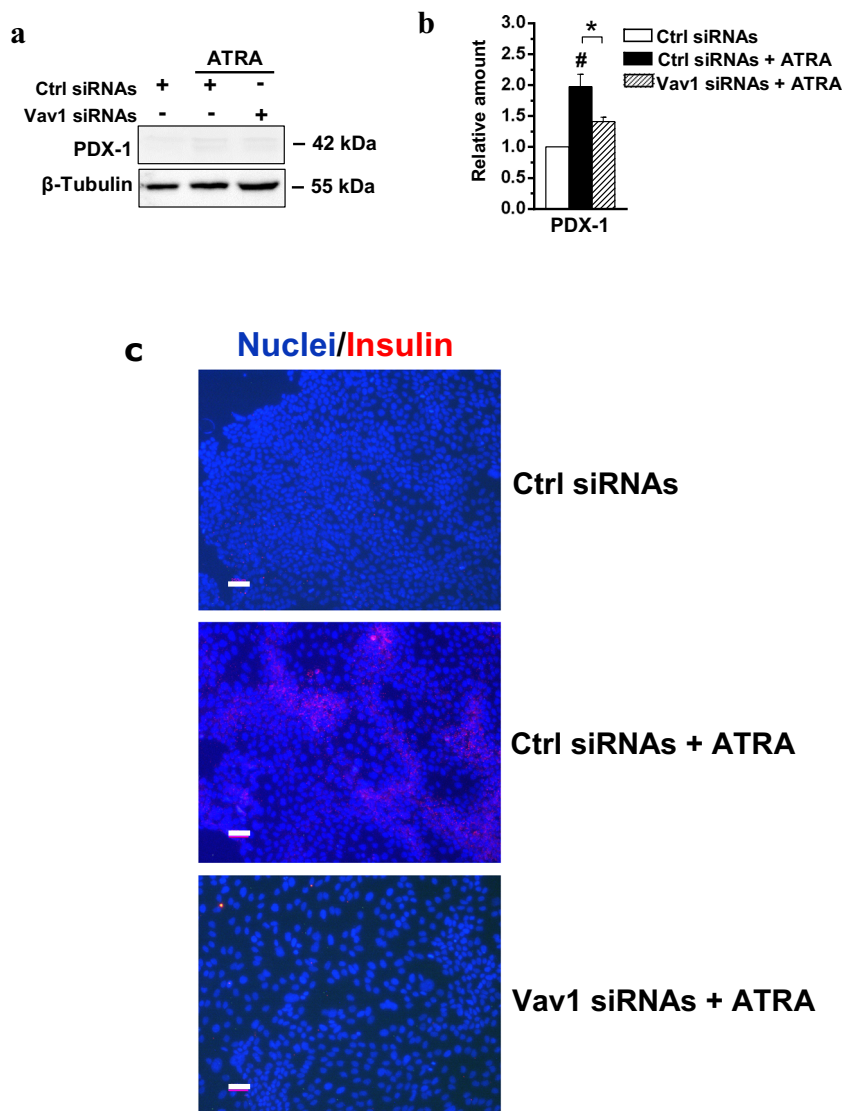 a
ATRA
Ctrl siRNAs + + -
Vav1 siRNAs - - +
PDX-1 – 42 kDa
β-Tubulin – 55 kDa
b
3.0
2.5
2.0
1.5
1.0
0.5
0.0
Relative amount
*
#
PDX-1
Ctrl siRNAs
Ctrl siRNAs + ATRA
Vav1 siRNAs + ATRA
c
Nuclei/Insulin
Ctrl siRNAs
Ctrl siRNAs + ATRA
Vav1 siRNAs + ATRA